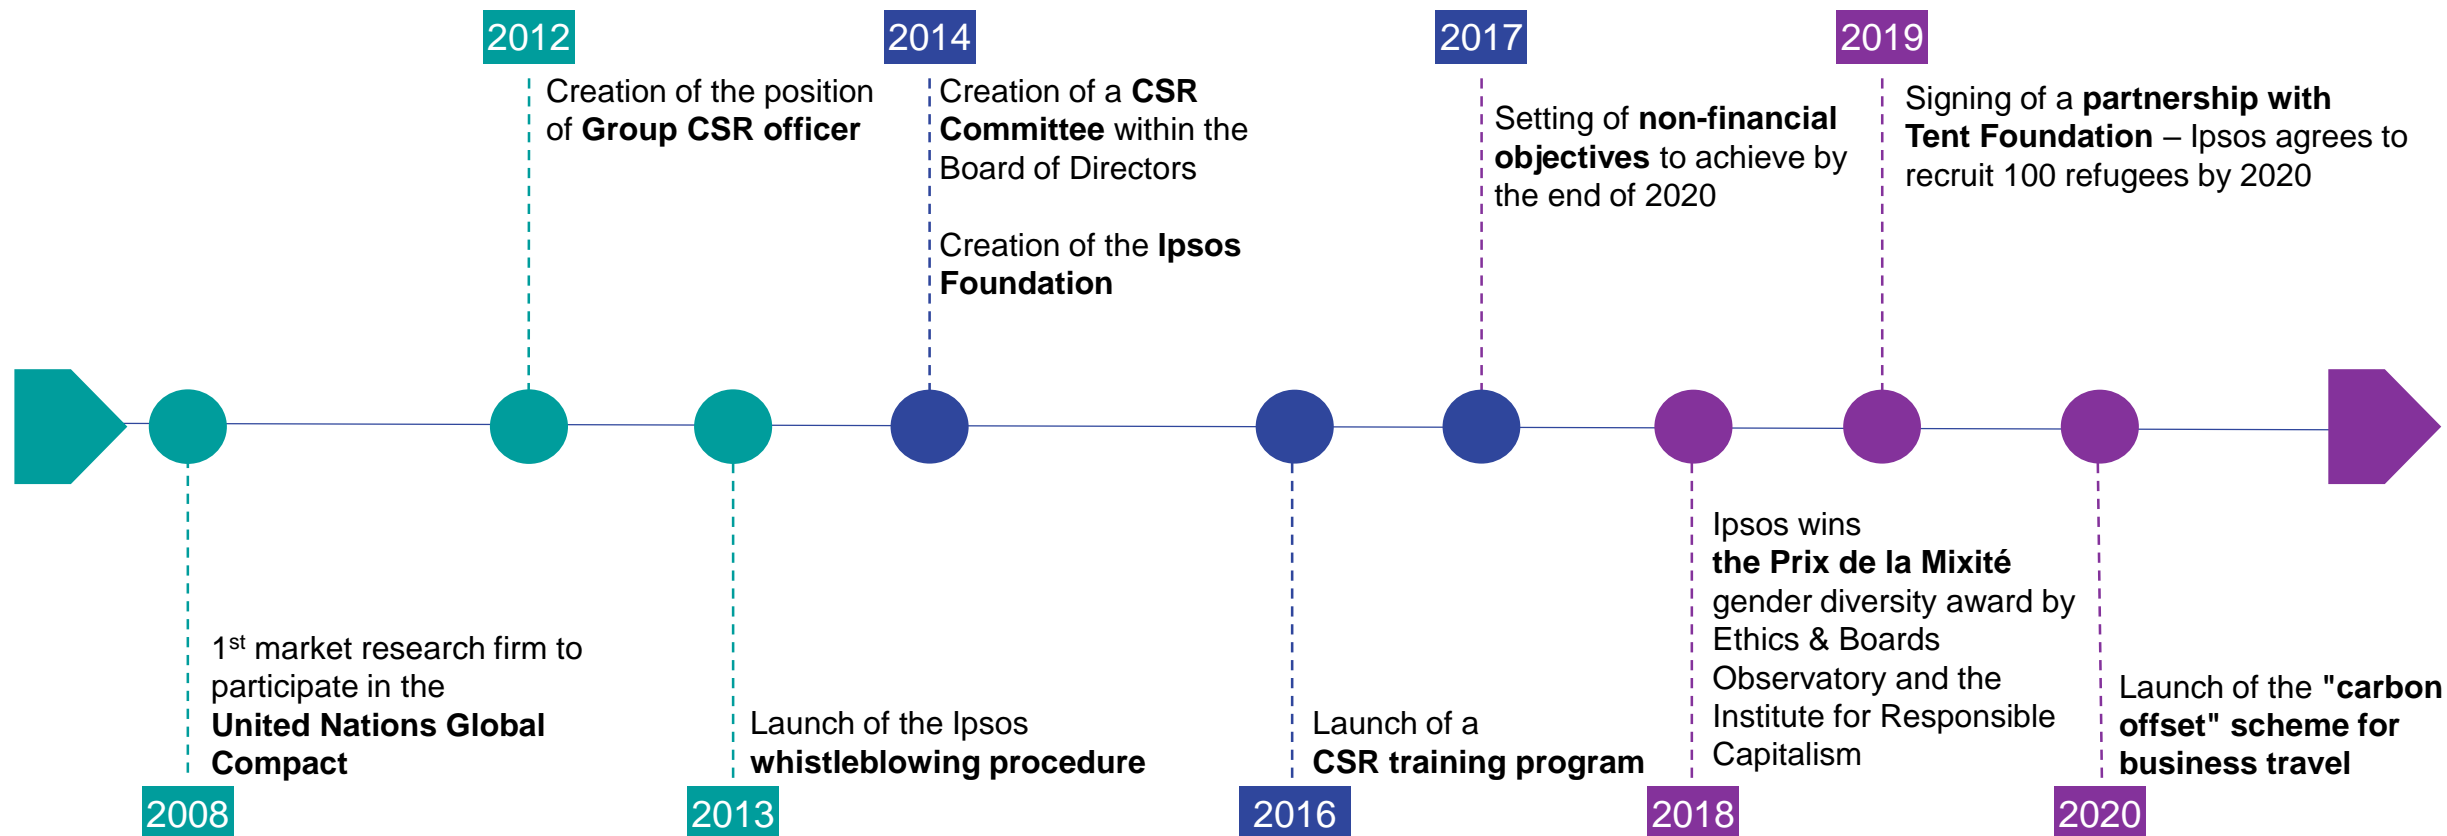 2012
Creation of the position
of Group CSR officer
2014
Creation of a CSR
Committee within the
Board of Directors
Creation of the Ipsos
Foundation
2017
Setting of non-financial
objectives to achieve by
the end of 2020
2019
Signing of a partnership with
Tent Foundation – Ipsos agrees to
recruit 100 refugees by 2020
1st market research firm to
participate in the
United Nations Global
Compact
2008
Launch of the Ipsos
whistleblowing procedure
2013
Launch of a
CSR training program
2016
Ipsos wins
the Prix de la Mixité
gender diversity award by
Ethics & Boards
Observatory and the
Institute for Responsible
Capitalism
2018
Launch of the "carbon
offset" scheme for
business travel
2020